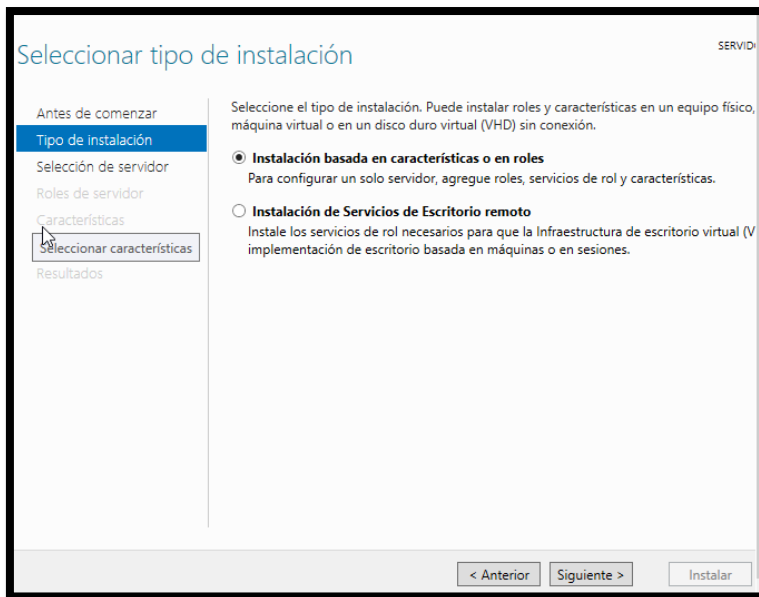 Seleccionar tipo de instalación
SERVID
Antes de comenzar
Tipo de instalación
Selección de servidor
Roles de servidor
Características
Seleccionar características
Resultados
Seleccione el tipo de instalación. Puede instalar roles y características en un equipo físico,
máquina virtual o en un disco duro virtual (VHD) sin conexión.
Instalación basada en características o en roles
Para configurar un solo servidor, agregue roles, servicios de rol y características.
Instalación de Servicios de Escritorio remoto
Instale los servicios de rol necesarios para que la Infraestructura de escritorio virtual (V
implementación de escritorio basada en máquinas o en sesiones.
< Anterior Siguiente > Instalar